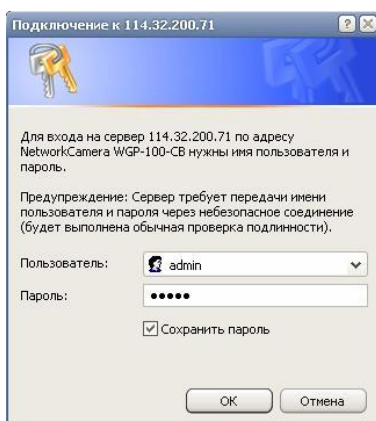 Подключение к 114.32.200.71
Для входа на сервер 114.32.200.71 по адресу
NetworkCamera WGP-100-CB нужны имя пользователя и
пароль.
Предупреждение: Сервер требует передачи имени
пользователя и пароля через небезопасное соединение
(будет выполнена обычная проверка подлинности).
Пользователь: admin
Пароль: •••••
Сохранить пароль
ОК Отмена